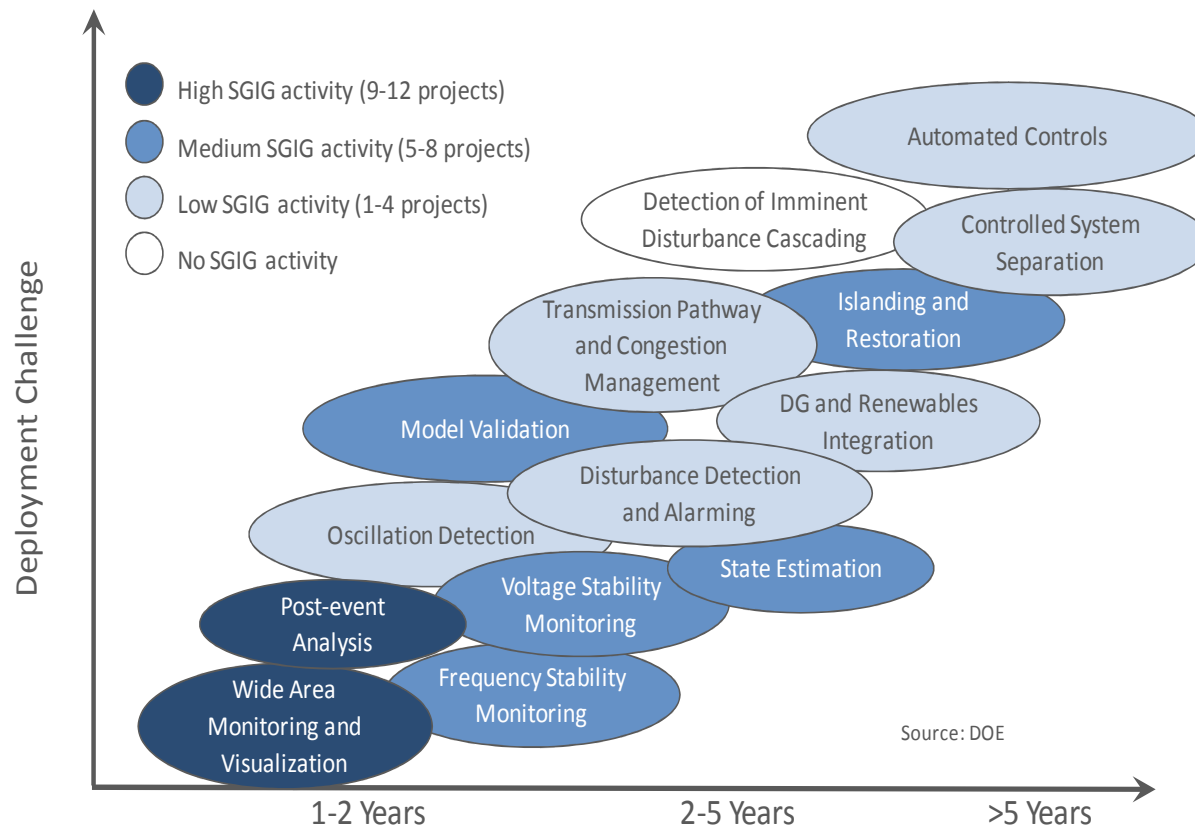 High SGIG activity (9-12 projects)
Medium SGIG activity (5-8 projects)
Low SGIG activity (1-4 projects)
No SGIG activity
Deployment Challenge
Automated Controls
Detection of Imminent
Disturbance Cascading
Controlled System
Separation
Islanding and
Restoration
Transmission Pathway
and Congestion
Management
DG and Renewables
Integration
Model Validation
Disturbance Detection
and Alarming
Oscillation Detection
State Estimation
Voltage Stability
Monitoring
Post-event
Analysis
Frequency Stability
Monitoring
Wide Area
Monitoring and
Visualization
Source: DOE
1-2 Years
2-5 Years
>5 Years